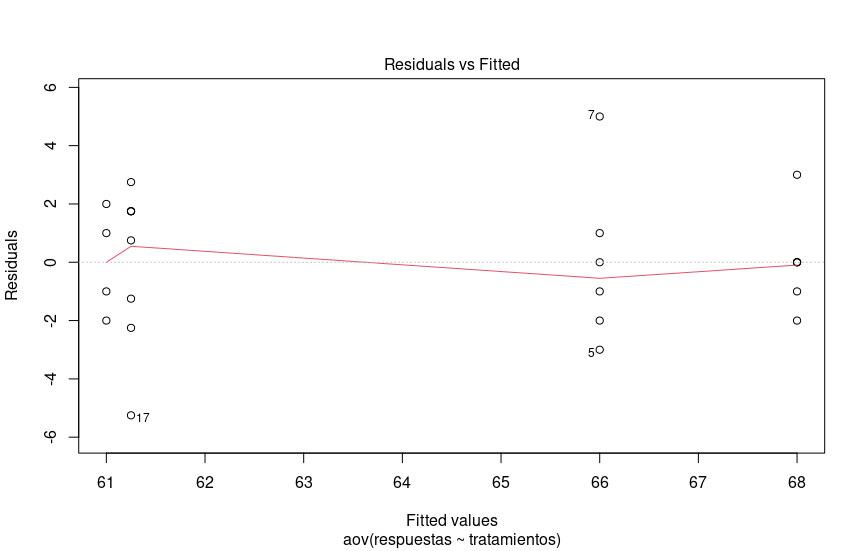 Residuals vs Fitted
6
4
2
0
-2
-4
-6
Residuals
7
5
17
61 62 63 64 65 66 67 68
Fitted values
aov(respuestas ~ tratamientos)